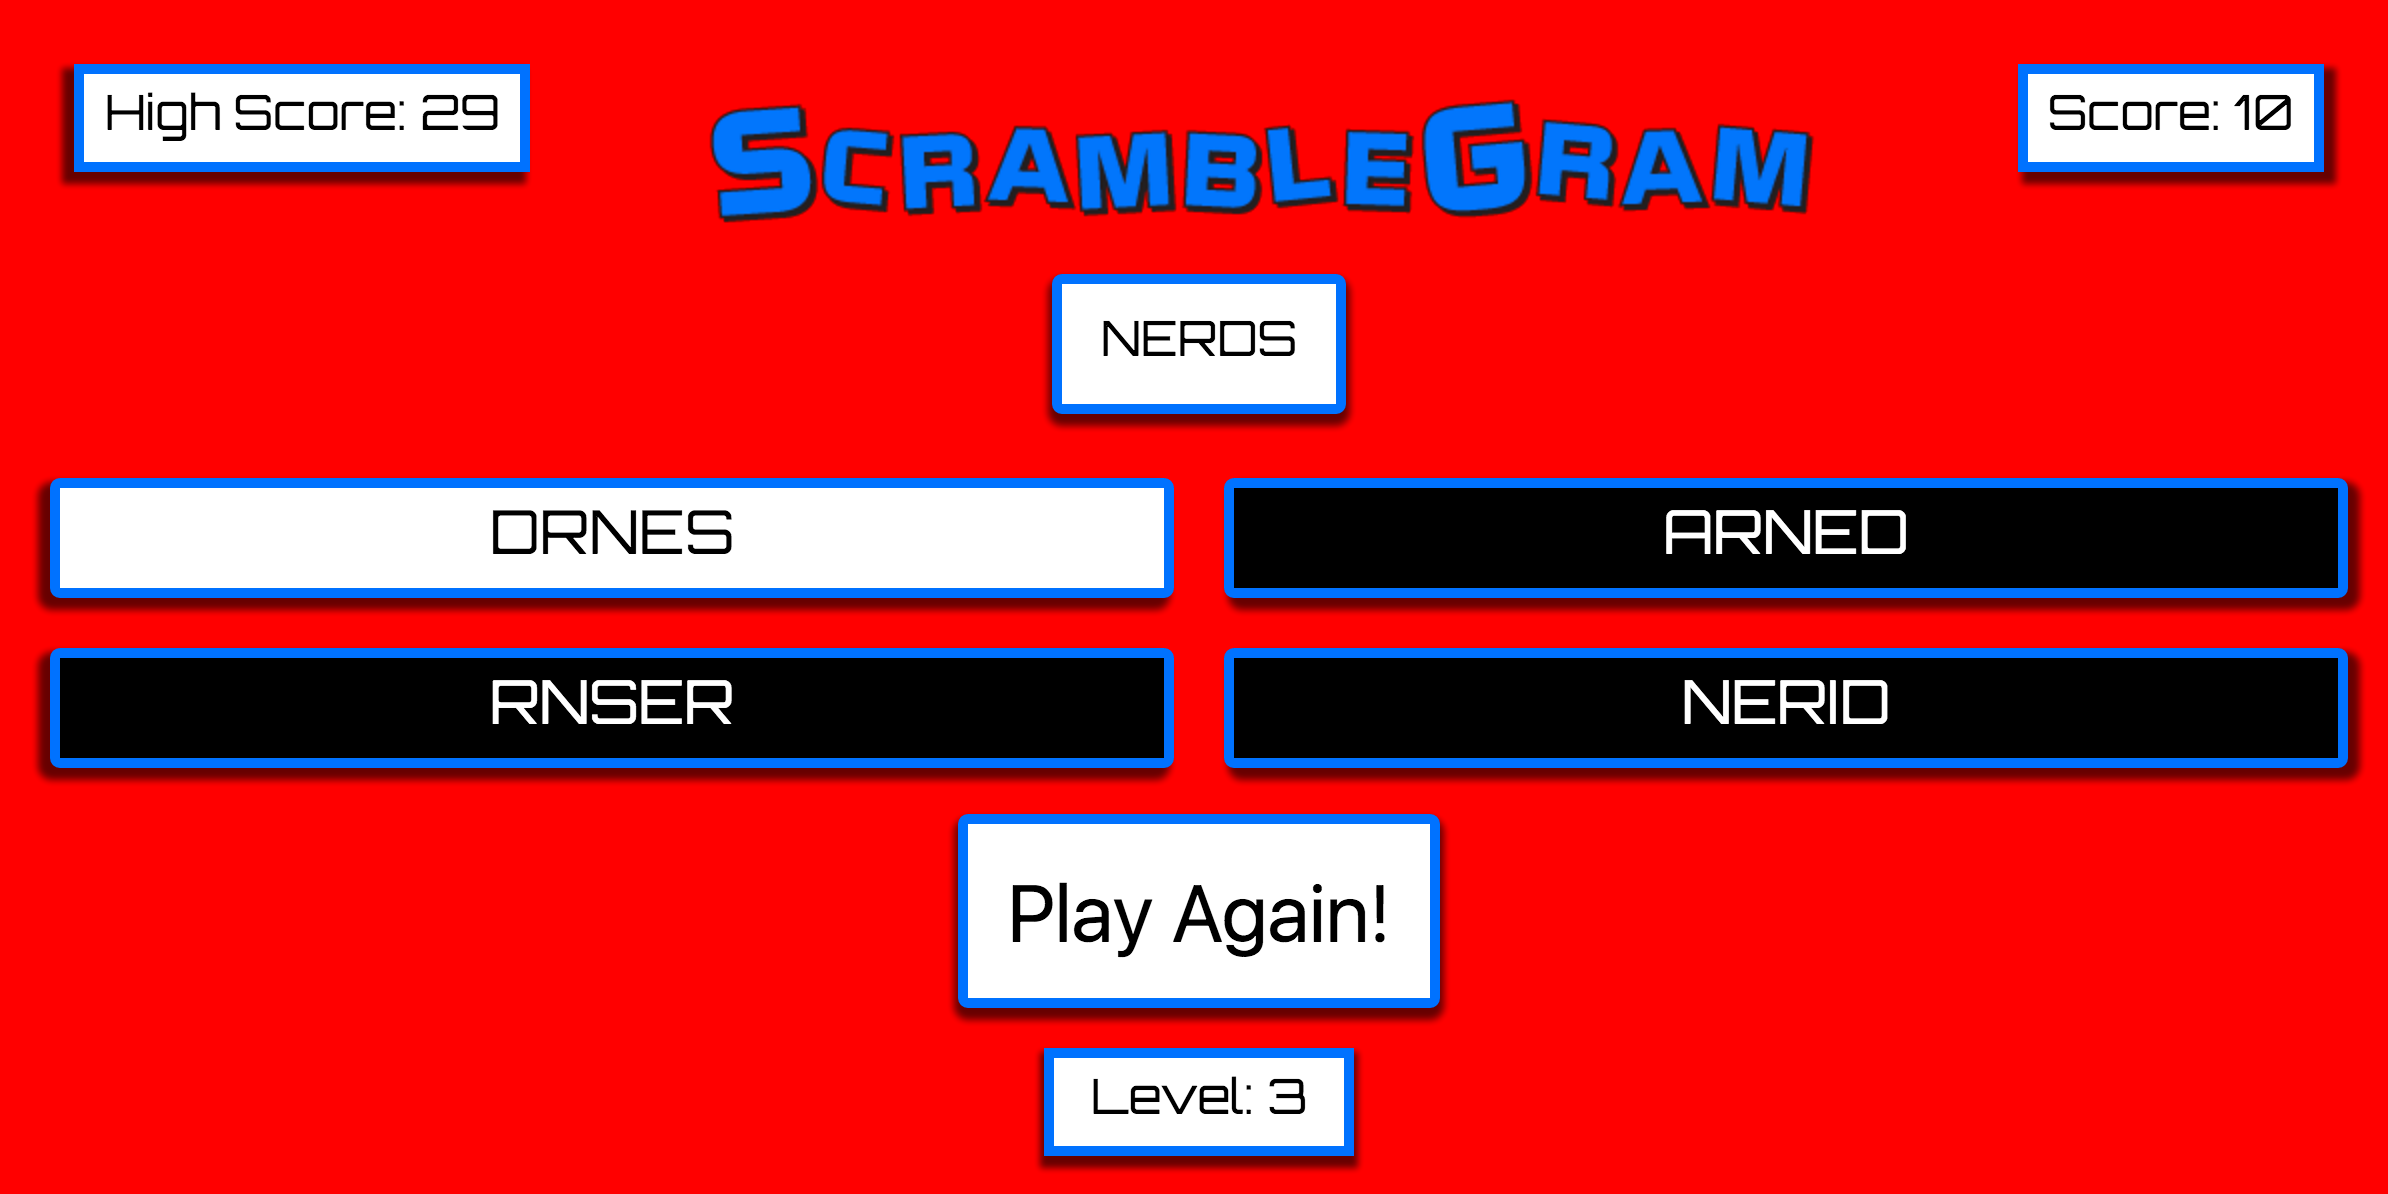 High Score: 29
SCRAMBLEGRAM
Score: 10
NERDS
DRNES
ARNED
RNSER
NERID
Play Again!
Level: 3